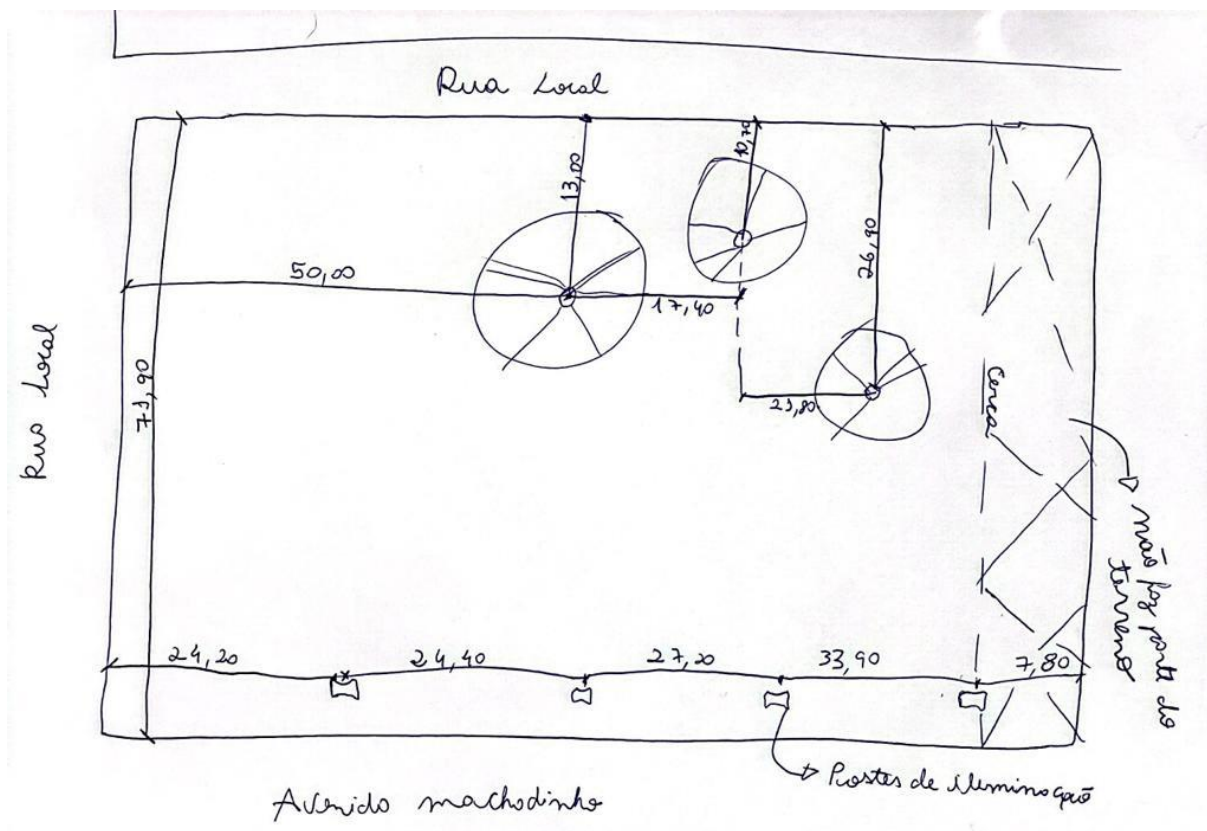 Rua Local
13,00
10,70
26,90
50,00
17,40
23,80
Rua Local
73,90
Cerca
não faz parte do
terreno
24,20
24,40
27,20
33,90
7,80
Postes de iluminação
Avenida machadinho